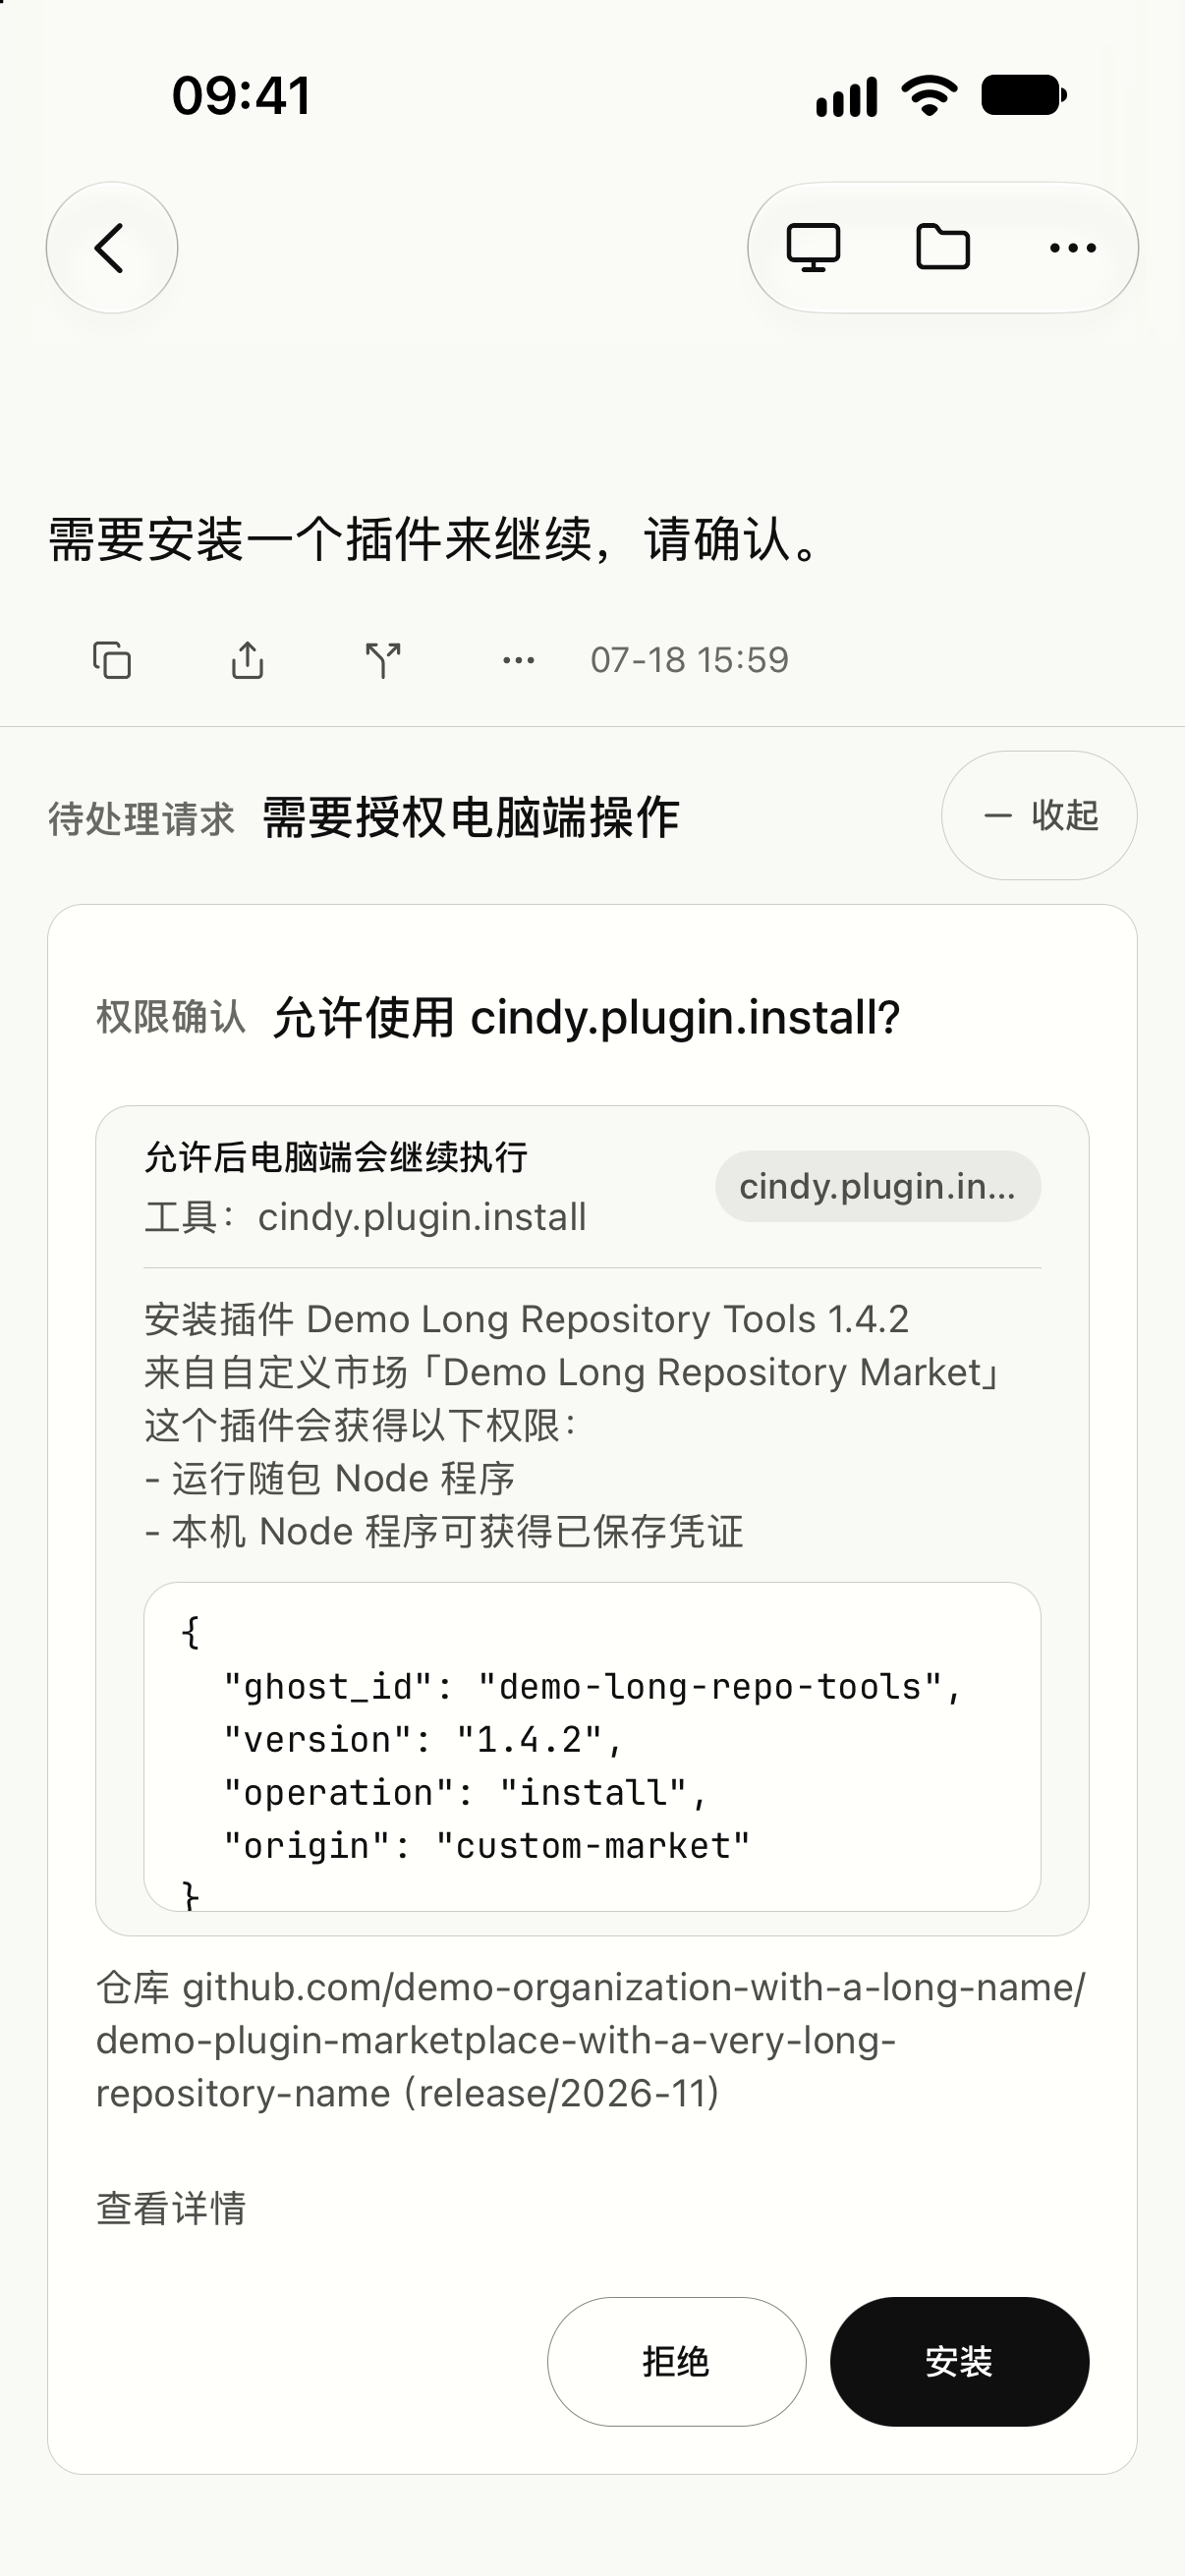 09:41
需要安装一个插件来继续，请确认。
07-18 15:59
待处理请求 需要授权电脑端操作
— 收起
权限确认 允许使用 cindy.plugin.install?
允许后电脑端会继续执行
工具：cindy.plugin.install
cindy.plugin.in...
安装插件 Demo Long Repository Tools 1.4.2
来自自定义市场「Demo Long Repository Market」
这个插件会获得以下权限：
- 运行随包 Node 程序
- 本机 Node 程序可获得已保存凭证
{
"ghost_id": "demo-long-repo-tools",
"version": "1.4.2",
"operation": "install",
"origin": "custom-market"
}
仓库 github.com/demo-organization-with-a-long-name/
demo-plugin-marketplace-with-a-very-long-
repository-name (release/2026-11)
查看详情
拒绝
安装